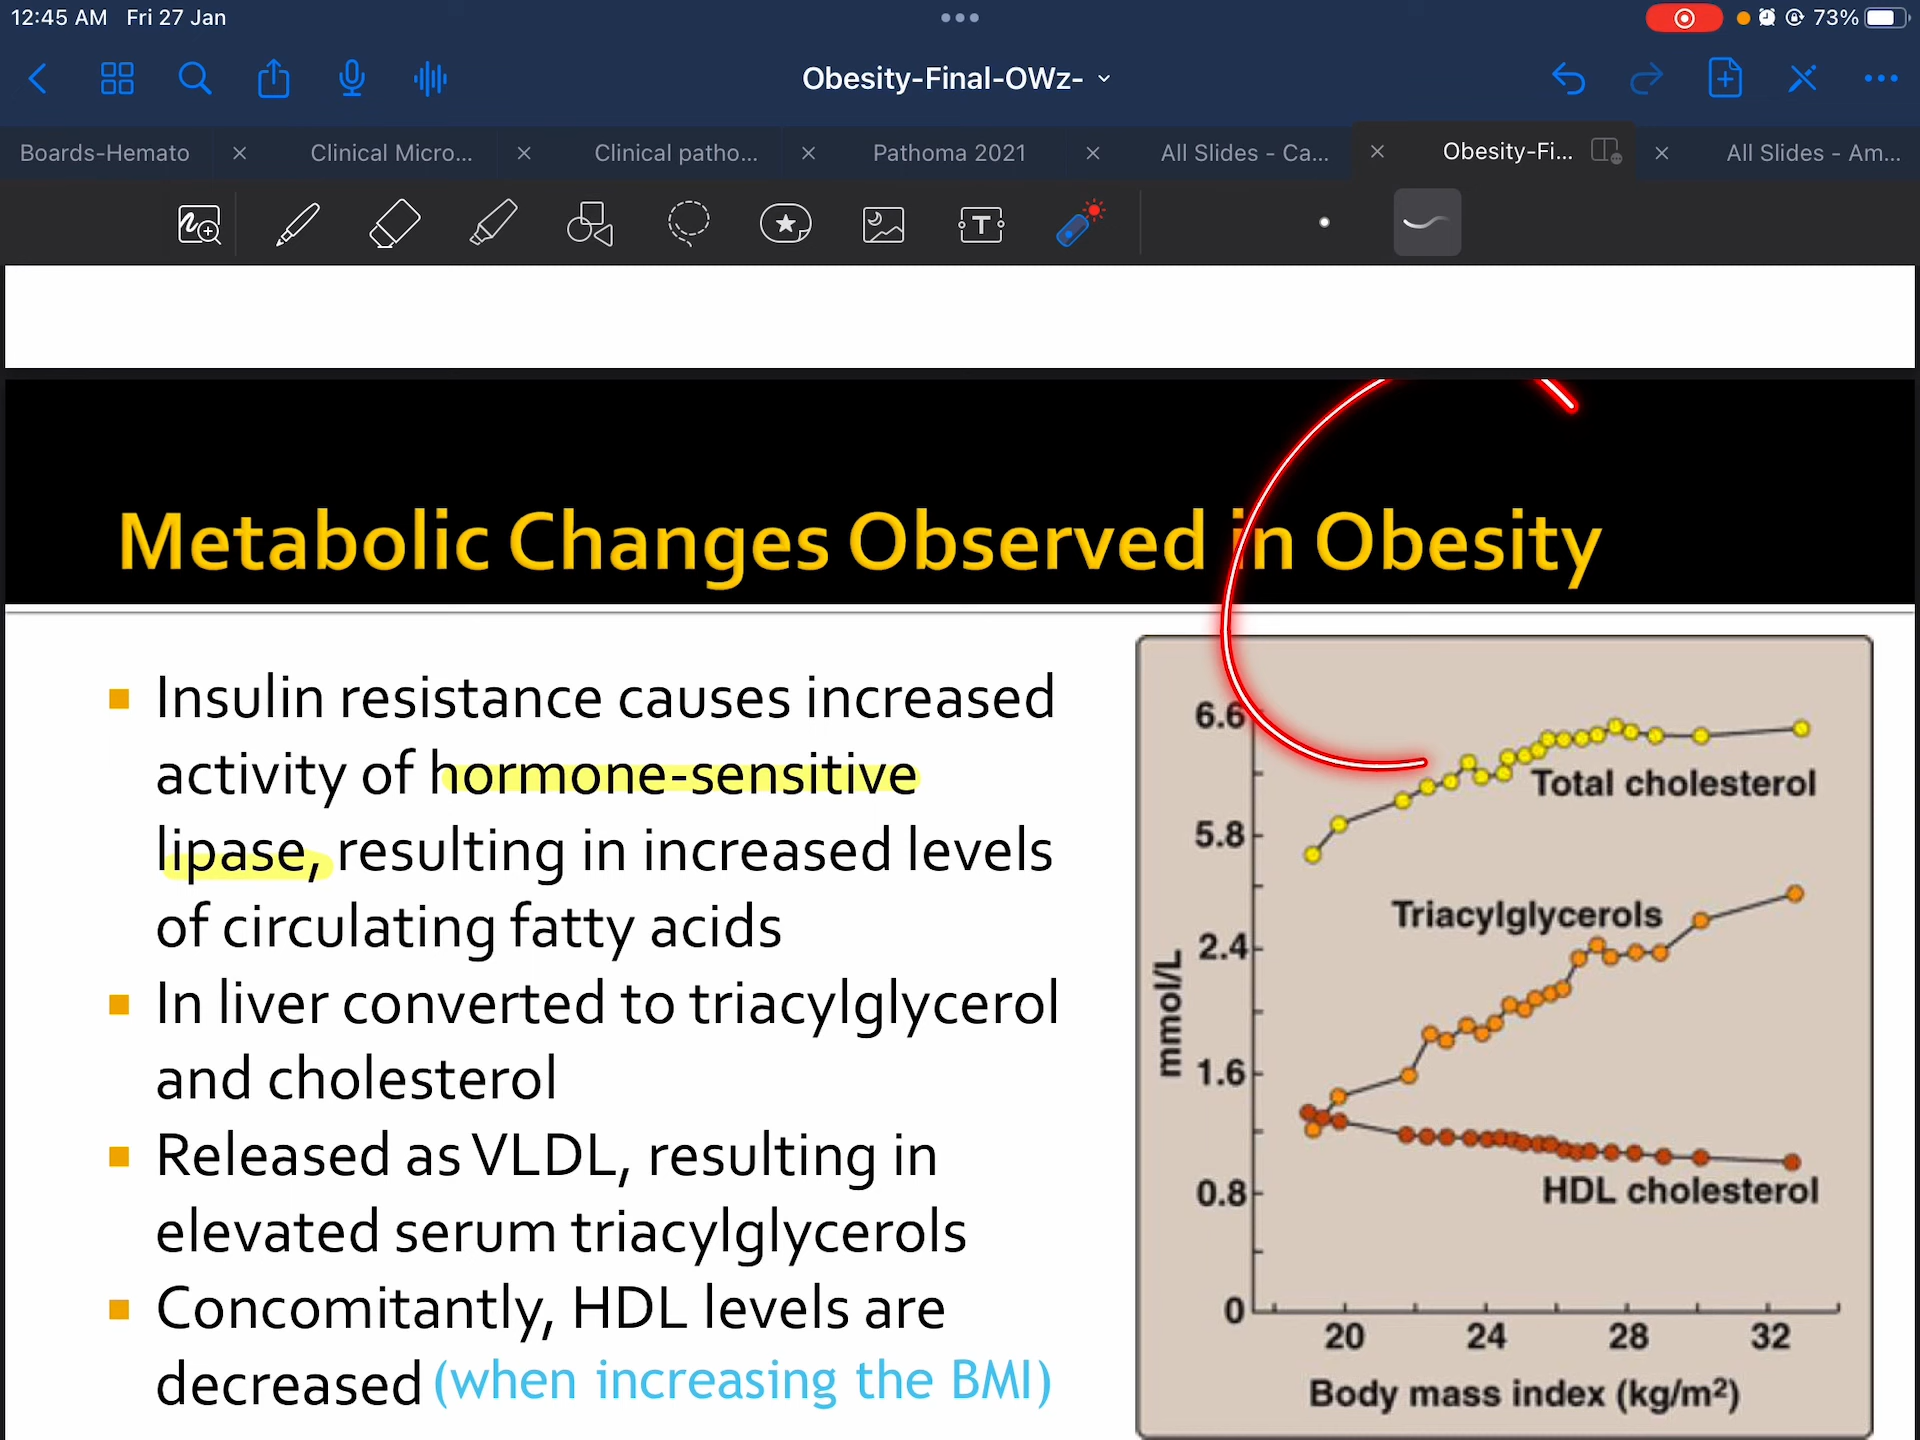 12:45 AM Fri 27 Jan
73%
Obesity-Final-OWz-
Boards-Hemato
Clinical Micro...
Clinical patho...
Pathoma 2021
All Slides - Ca...
Obesity-Fi...
All Slides - Am...
T
Metabolic Changes Observed in Obesity
Insulin resistance causes increased
activity of hormone-sensitive
lipase, resulting in increased levels
of circulating fatty acids
In liver converted to triacylglycerol
and cholesterol
Released as VLDL, resulting in
elevated serum triacylglycerols
Concomitantly, HDL levels are
decreased (when increasing the BMI)
6.6
Total cholesterol
5.8
Triacylglycerols
2.4
mmol/L
1.6
0.8
HDL cholesterol
0
20 24 28 32
Body mass index (kg/m²)